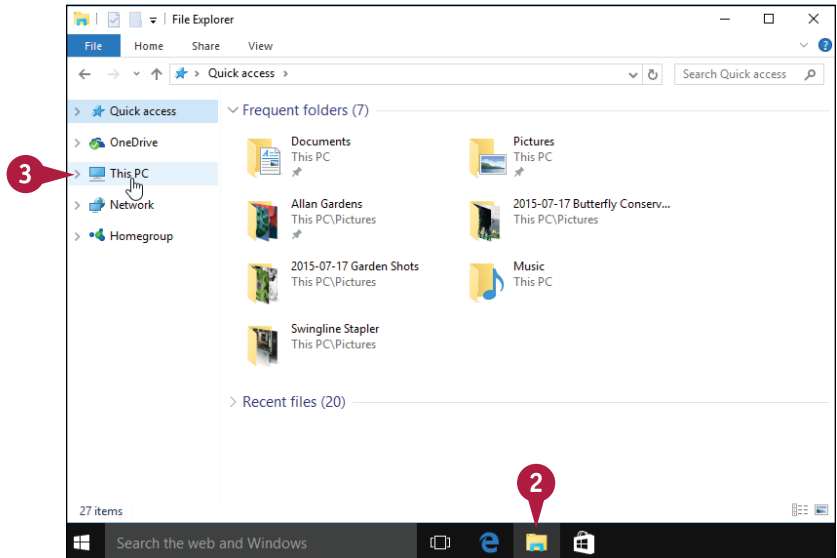 File Explorer
File Home Share View
Quick access
Search Quick access
Quick access
OneDrive
This PC
Network
Homegroup
Frequent folders (7)
Documents
This PC
Pictures
This PC
Allan Gardens
This PC\Pictures
2015-07-17 Butterfly Conserv...
This PC\Pictures
2015-07-17 Garden Shots
This PC\Pictures
Music
This PC
Swingline Stapler
This PC\Pictures
Recent files (20)
3
27 items
2
Search the web and Windows